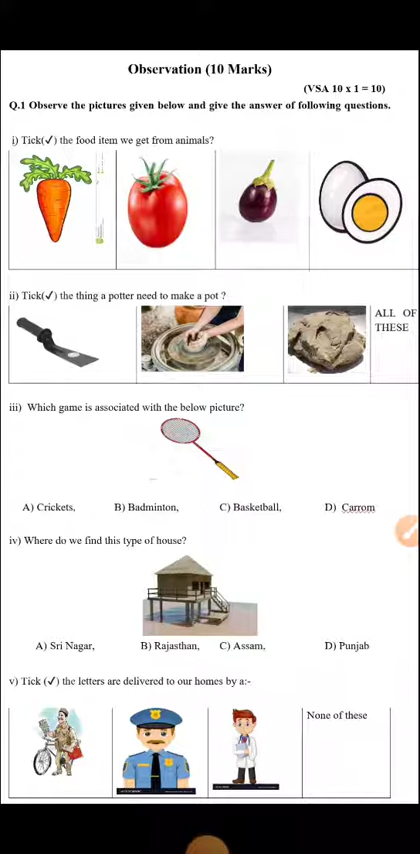 Observation (10 Marks)
(VSA 10 x 1 = 10)
Q.1 Observe the pictures given below and give the answer of following questions.
i) Tick(✓) the food item we get from animals?
ii) Tick(✓) the thing a potter need to make a pot ?
ALL OF
THESE
iii) Which game is associated with the below picture?
A) Crickets, B) Badminton, C) Basketball, D) Carrom
iv) Where do we find this type of house?
A) Sri Nagar, B) Rajasthan, C) Assam, D) Punjab
v) Tick (✓) the letters are delivered to our homes by a:-
None of these